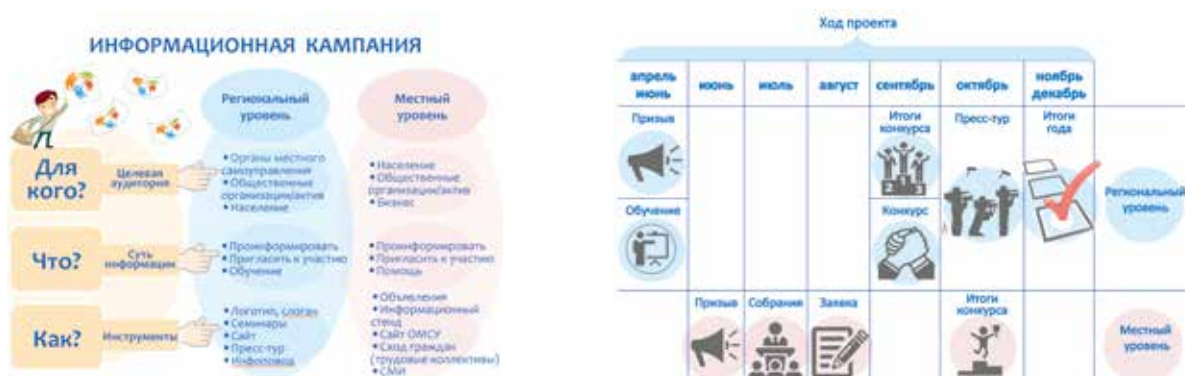 ИНФОРМАЦИОННАЯ КАМПАНИЯ
Региональный
уровень
Местный
уровень
Для
кого?
Целевая
аудитория
• Органы местного
самоуправления
• Общественные
организации/актив
• Население
• Население
• Общественные
организации/актив
• Бизнес
Что?
Суть
информации
• Проинформировать
• Пригласить к участию
• Обучение
• Проинформировать
• Пригласить к участию
• Помощь
Как?
Инструменты
• Логотип, слоган
• Семинары
• Сайт
• Пресс-тур
• Инфоповод
• Объявления
• Информационный
стенд
• Сайт ОМСУ
• Сход граждан
(трудовые коллективы)
• СМИ
Ход проекта
апрель
июнь
июнь
июль
август
сентябрь
октябрь
ноябрь
декабрь
Призыв
Итоги
конкурса
Пресс-тур
Итоги
года
Региональный
уровень
Обучение
Конкурс
Призыв
Собрание
Заявка
Итоги
конкурса
Местный
уровень